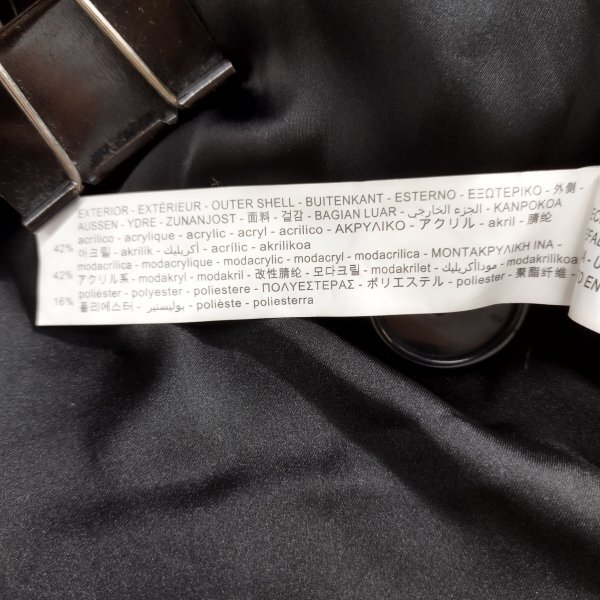 EXTERIOR - EXTÉRIEUR - OUTER SHELL - BUITENKANT - ESTERNO - ΕΞΩΤΕΡΙΚΟ - 外側 -
AUSSEN - YDRE - ZUNANJOST - 面料 - 겉감 - BAGIAN LUAR - الجزء الخارجي - KANPOKOA
acrílico - acrylique - acrylic - acryl - acrilico - ΑΚΡΥΛΙΚΟ - アクリル - akril - 腈纶
42% 아크릴 - akrilik - أكريليك - acrílic - akrilikoa
modacrílica - modacrylique - modacrylic - modacryl - modacrilica - ΜΟΝΤΑΚΡΥΛΙΚΗ ΙΝΑ -
42% アクリル系 - modakryl - modakril - 改性腈纶 - 모다크릴 - modakrilet - موداأكريليك - modakrilikoa
poliéster - polyester - poliestere - ΠΟΛΥΕΣΤΕΡΑΣ - ポリエステル - poliester - 聚酯纤维 -
16% 폴리에스터 - بوليستير - polièste - poliesterra